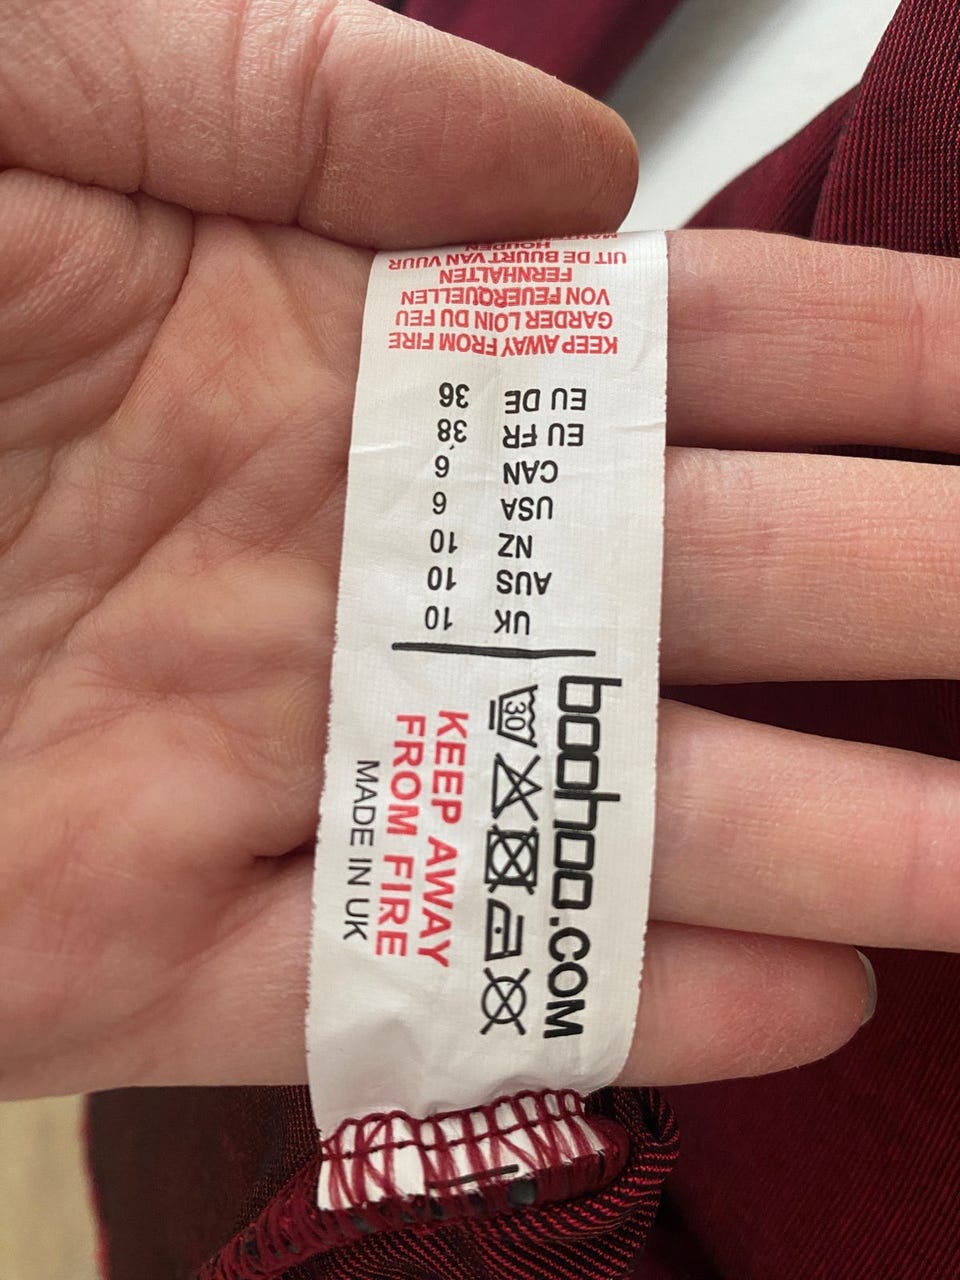 boohoo.COM
30
KEEP AWAY
FROM FIRE
MADE IN UK
UK 10
AUS 10
NZ 10
USA 6
CAN 6
EU FR 38
EU DE 36
KEEP AWAY FROM FIRE
GARDER LOIN DU FEU
VON FEUERQUELLEN
FERNHALTEN
UIT DE BUURT VAN VUUR
HOUDEN